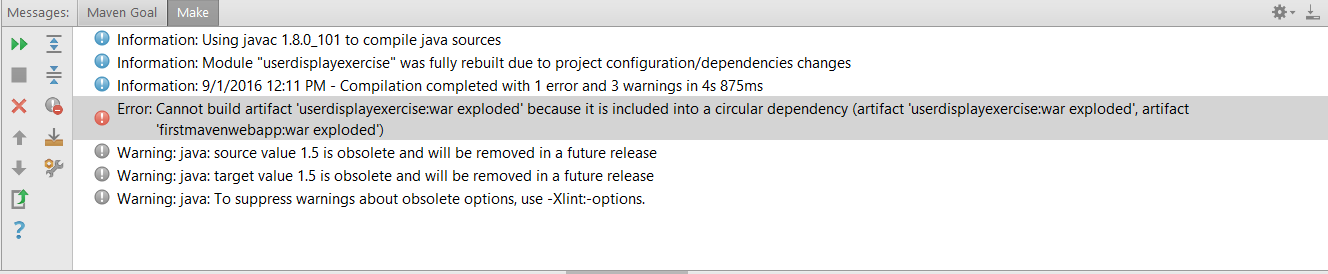 Messages: Maven Goal Make
Information: Using javac 1.8.0_101 to compile java sources
Information: Module "userdisplayexercise" was fully rebuilt due to project configuration/dependencies changes
Information: 9/1/2016 12:11 PM - Compilation completed with 1 error and 3 warnings in 4s 875ms
Error: Cannot build artifact 'userdisplayexercise:war exploded' because it is included into a circular dependency (artifact 'userdisplayexercise:war exploded', artifact
'firstmavenwebapp:war exploded')
Warning: java: source value 1.5 is obsolete and will be removed in a future release
Warning: java: target value 1.5 is obsolete and will be removed in a future release
Warning: java: To suppress warnings about obsolete options, use -Xlint:-options.